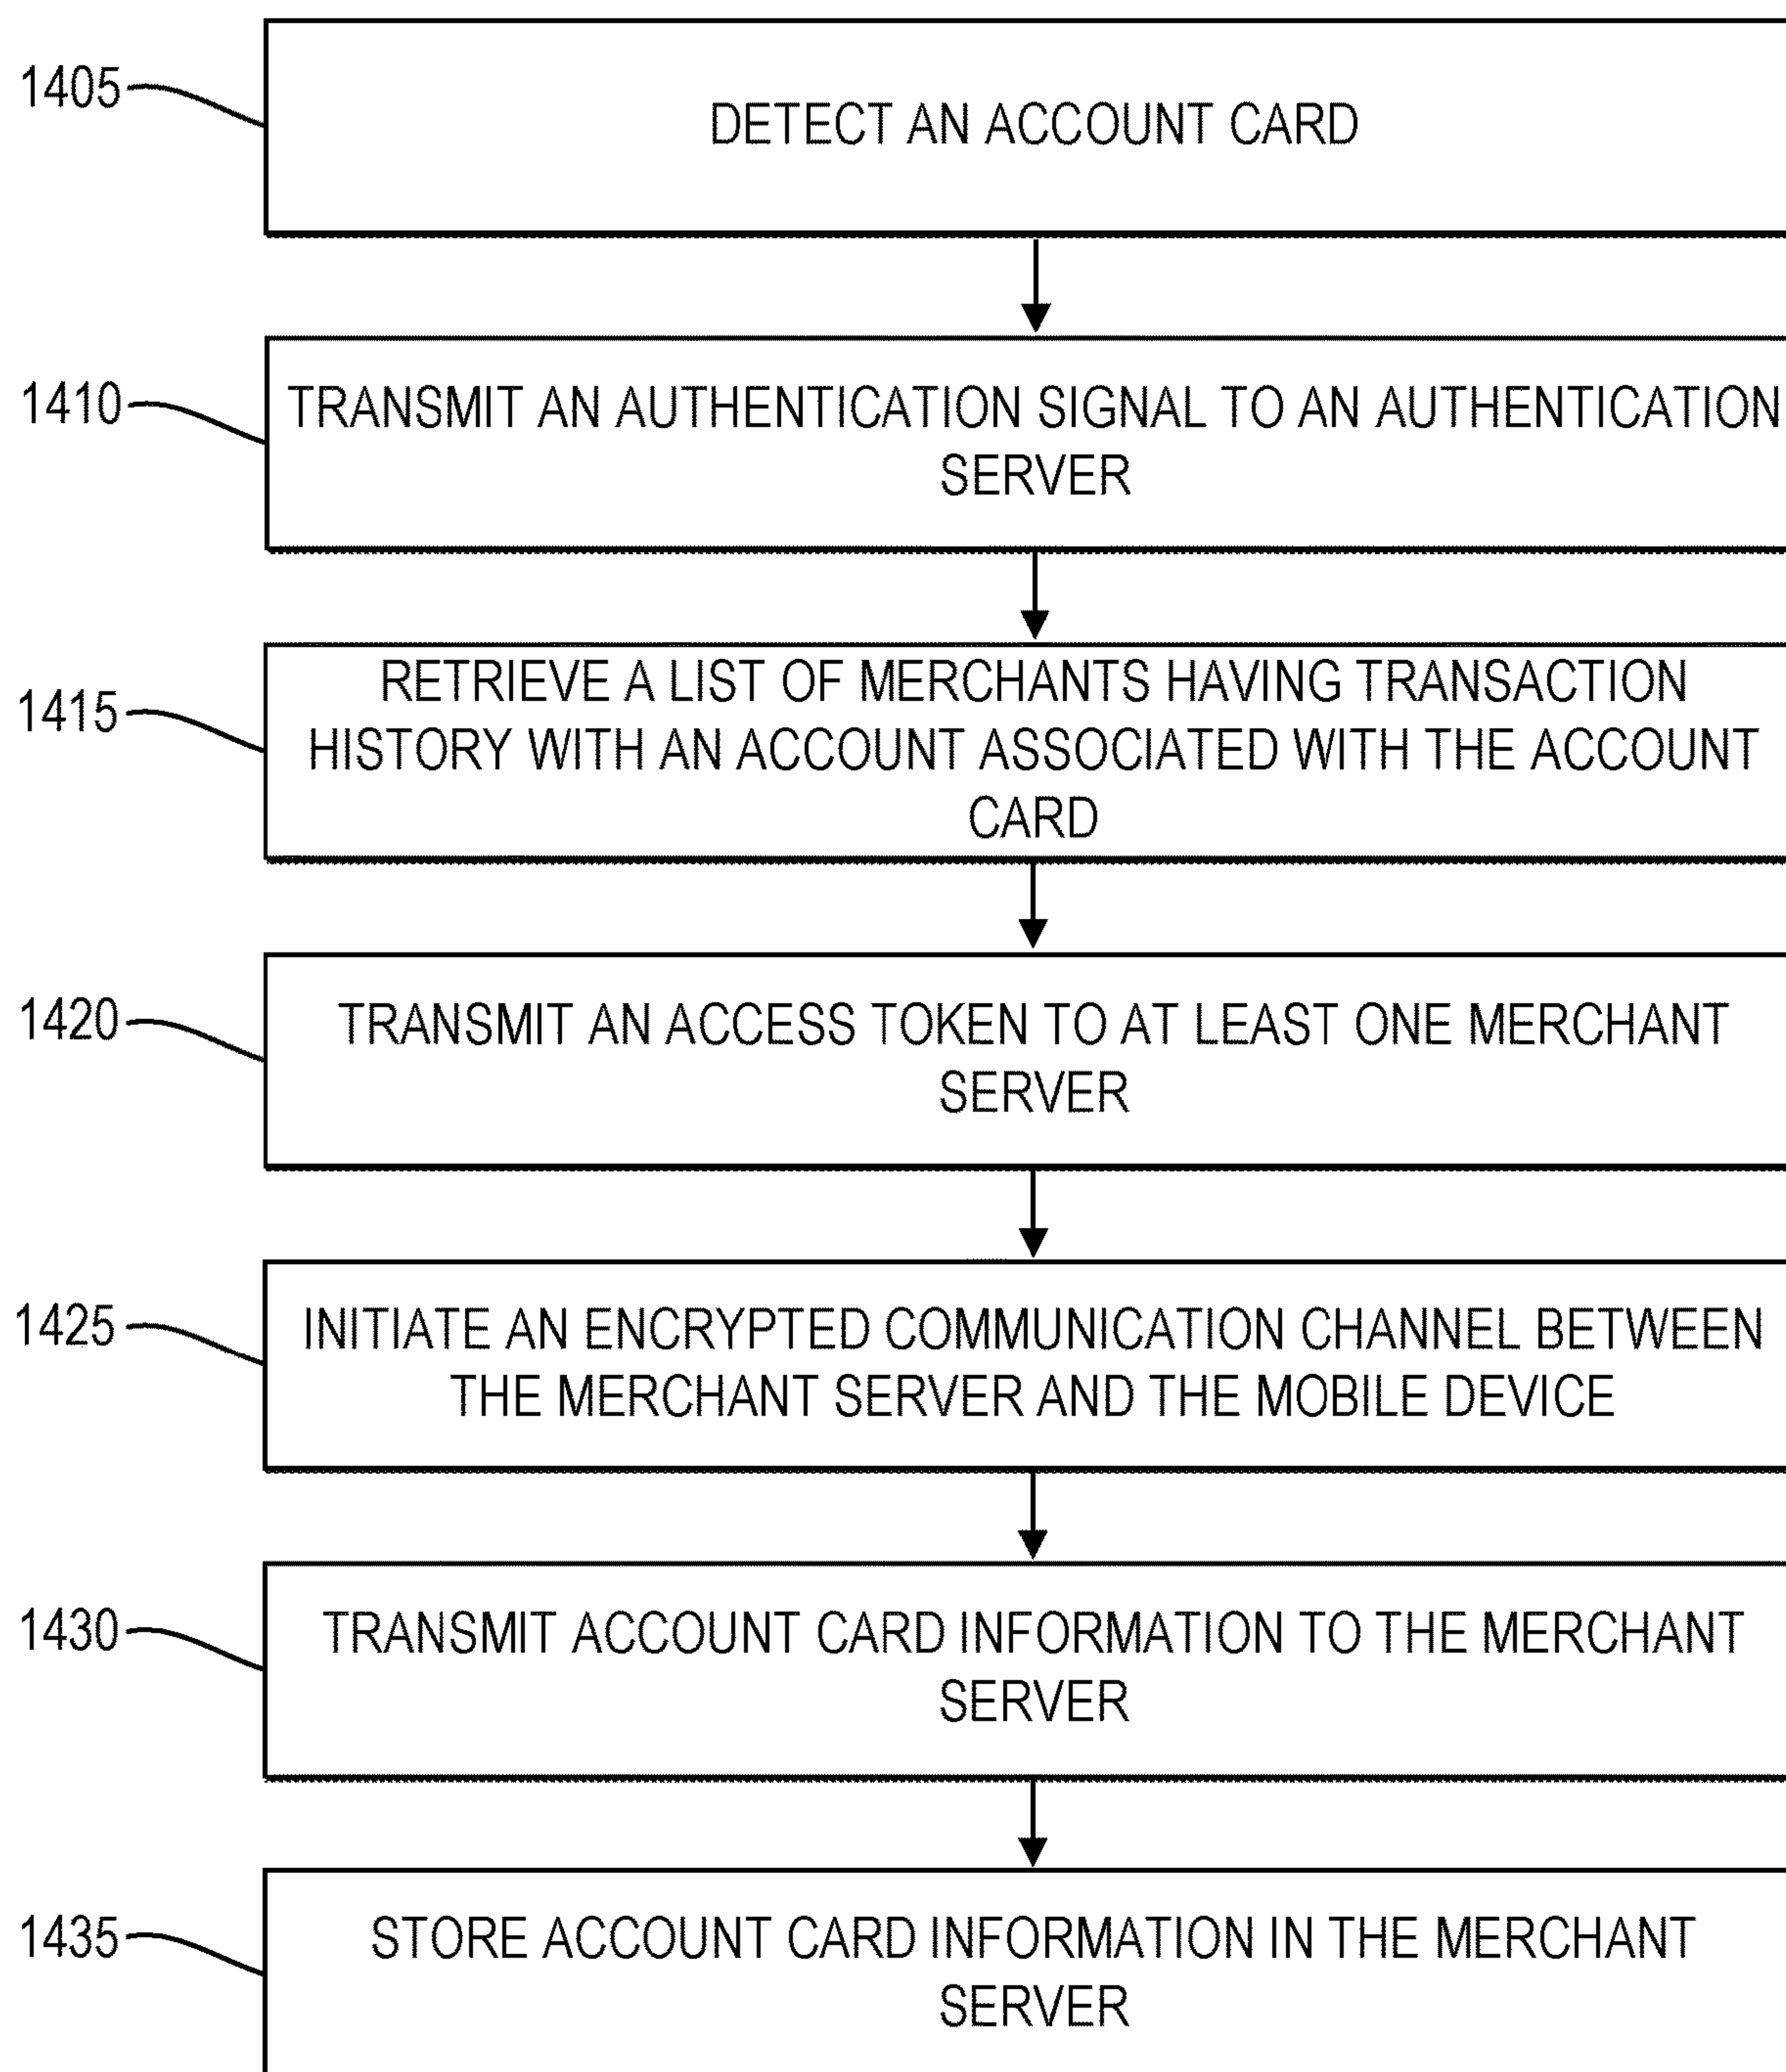 1405
DETECT AN ACCOUNT CARD
1410
TRANSMIT AN AUTHENTICATION SIGNAL TO AN AUTHENTICATION
SERVER
1415
RETRIEVE A LIST OF MERCHANTS HAVING TRANSACTION
HISTORY WITH AN ACCOUNT ASSOCIATED WITH THE ACCOUNT
CARD
1420
TRANSMIT AN ACCESS TOKEN TO AT LEAST ONE MERCHANT
SERVER
1425
INITIATE AN ENCRYPTED COMMUNICATION CHANNEL BETWEEN
THE MERCHANT SERVER AND THE MOBILE DEVICE
1430
TRANSMIT ACCOUNT CARD INFORMATION TO THE MERCHANT
SERVER
1435
STORE ACCOUNT CARD INFORMATION IN THE MERCHANT
SERVER